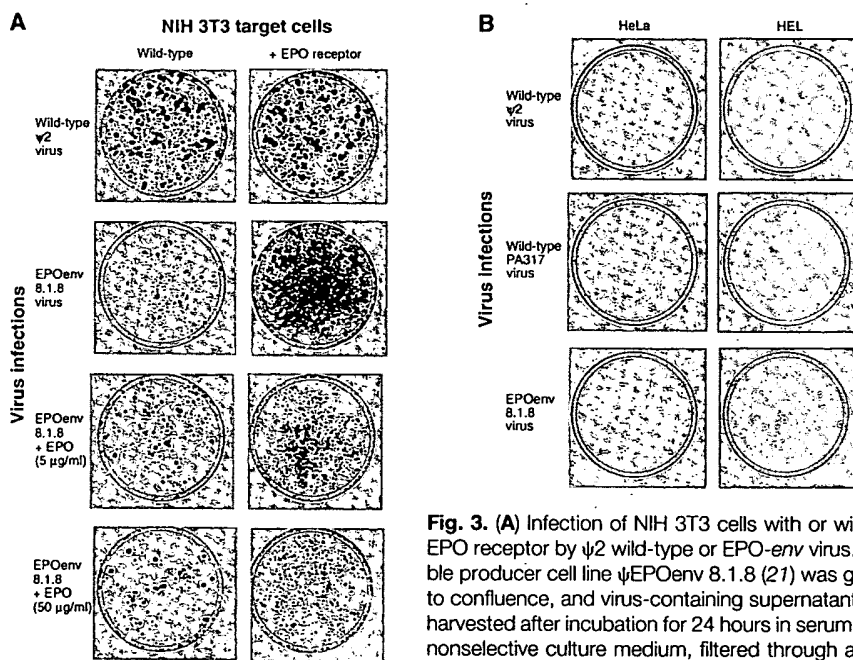 A
NIH 3T3 target cells
Wild-type
+ EPO receptor
Virus infections
Wild-type
ψ2
virus
EPOenv
8.1.8
virus
EPOenv
8.1.8
+ EPO
(5 µg/ml)
EPOenv
8.1.8
+ EPO
(50 µg/ml)
B
HeLa
HEL
Virus infections
Wild-type
ψ2
virus
Wild-type
PA317
virus
EPOenv
8.1.8
virus
Fig. 3. (A) Infection of NIH 3T3 cells with or wi
EPO receptor by ψ2 wild-type or EPO-env virus.
ble producer cell line ψEPOenv 8.1.8 (21) was g
to confluence, and virus-containing supernatant
harvested after incubation for 24 hours in serum-
nonselective culture medium, filtered through a